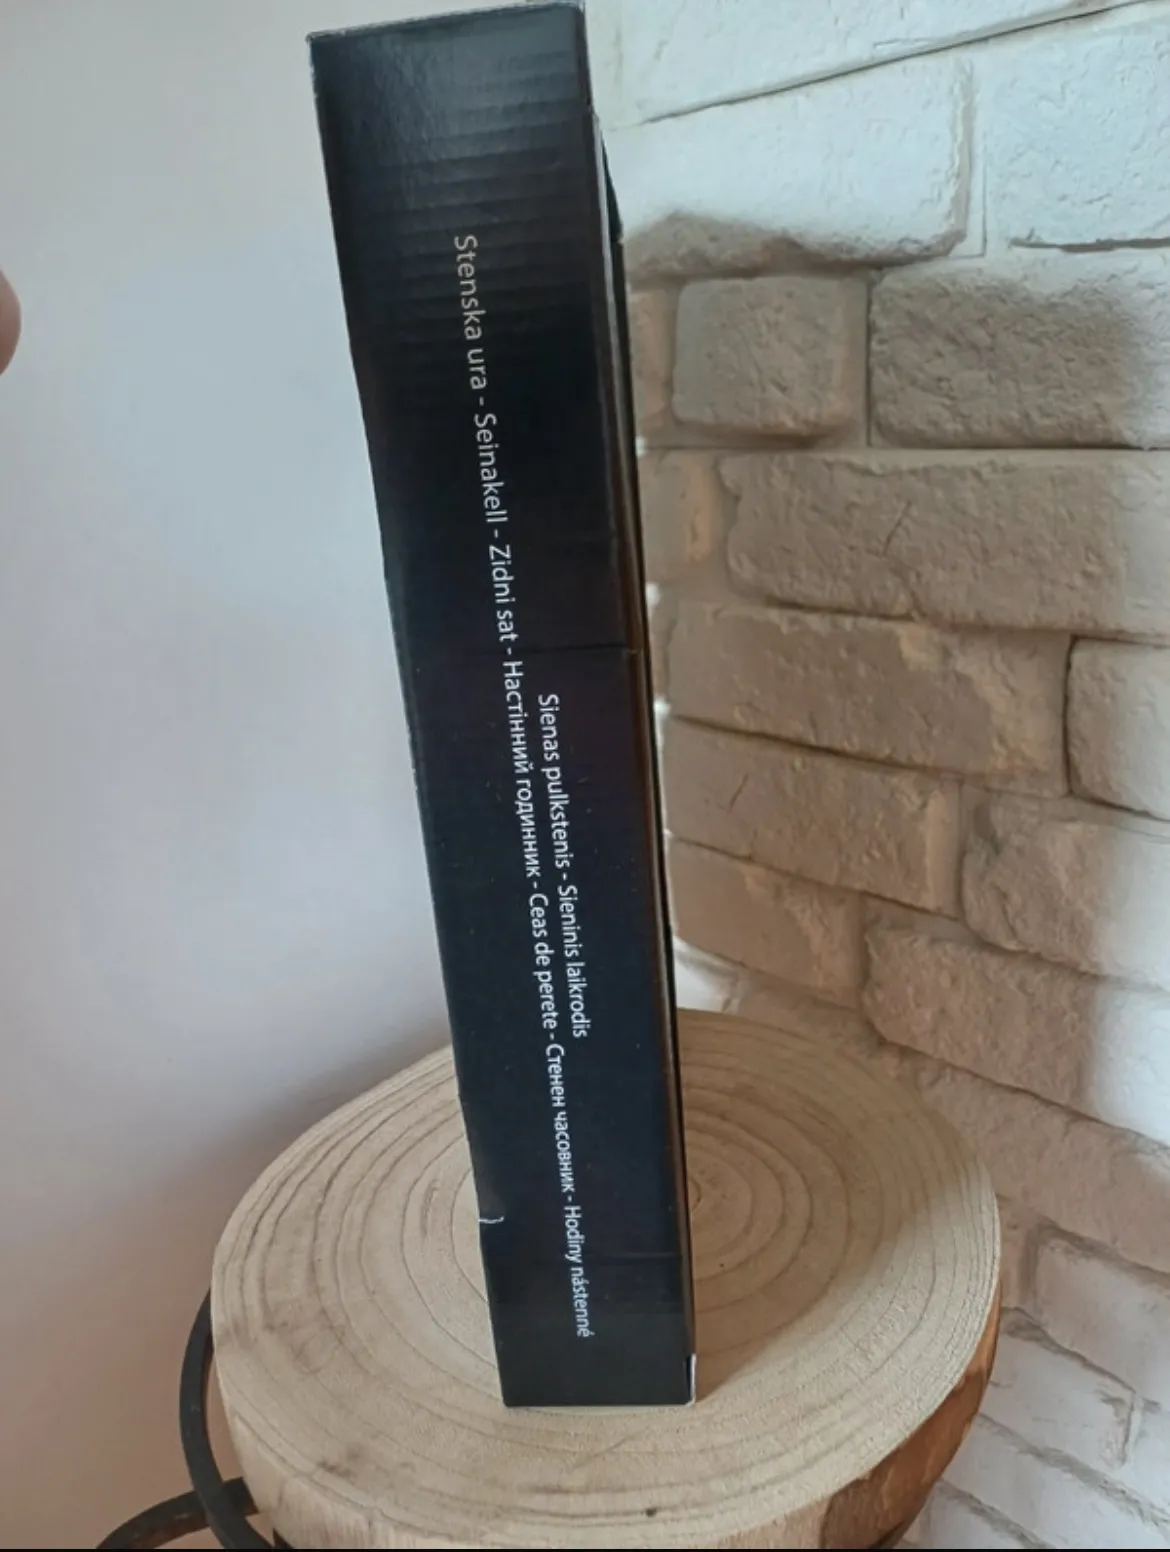 Stenska ura - Seinakell - Zidni sat - Настінний годинник - Ceas de perete - Стенен часовник - Hodiny nástenné
Sienas pulkstenis - Sieninis laikrodis